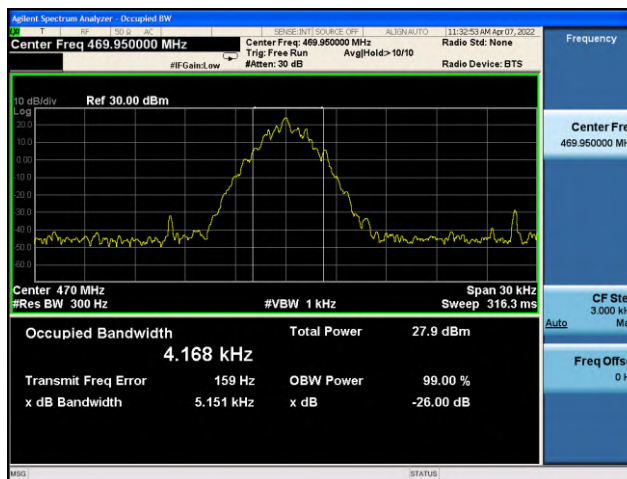 Agilent Spectrum Analyzer - Occupied BW
T RF 50 Ω AC SENSE:INT SOURCE OFF ALIGN AUTO 11:32:53 AM Apr 07, 2022
Center Freq 469.950000 MHz
Center Freq: 469.950000 MHz
Radio Std: None
Trig: Free Run Avg|Hold:>10/10
#IFGain:Low
#Atten: 30 dB
Radio Device: BTS
Frequency
10 dB/div Ref 30.00 dBm
Log
20.0
10.0
0.00
-10.0
-20.0
-30.0
-40.0
-50.0
-60.0
Center 470 MHz
Span 30 kHz
#Res BW 300 Hz
#VBW 1 kHz
Sweep 316.3 ms
Occupied Bandwidth
4.168 kHz
Total Power 27.9 dBm
Transmit Freq Error 159 Hz
OBW Power 99.00 %
x dB Bandwidth 5.151 kHz
x dB -26.00 dB
Center Fre
469.950000 MH
CF Ste
3.000 kH
Auto Ma
Freq Offs
0 H
MSG
STATUS